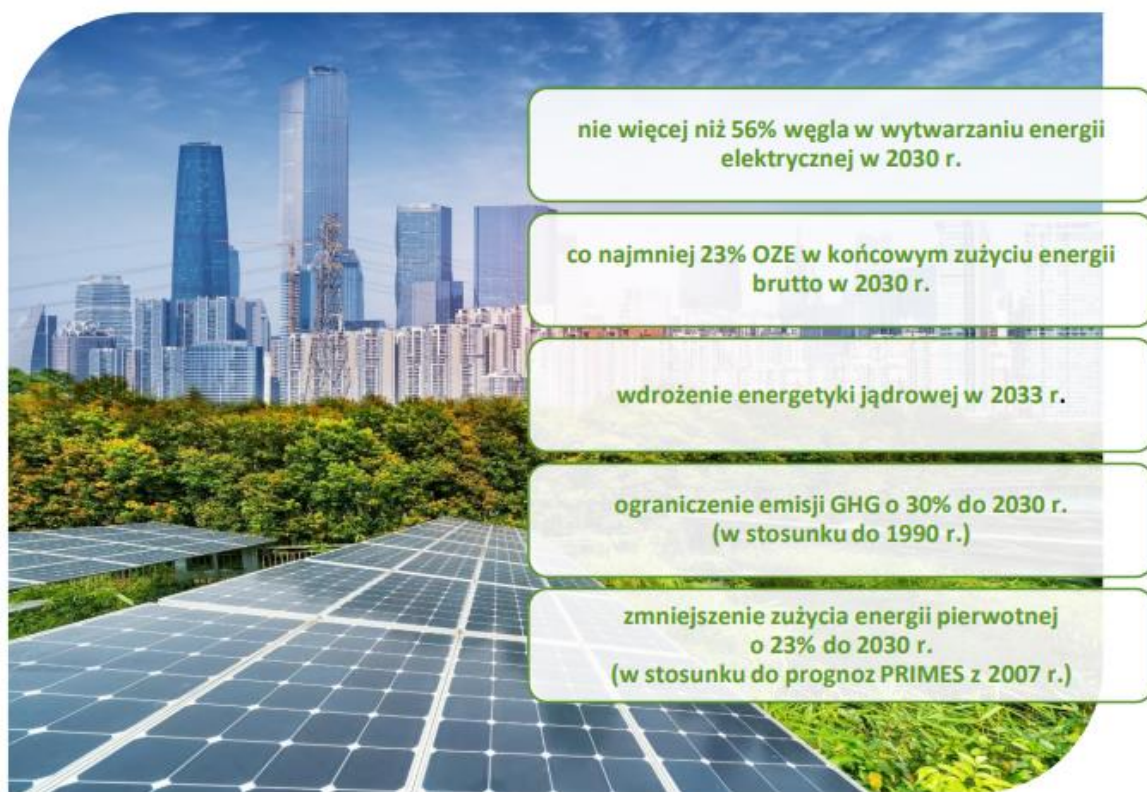 nie więcej niż 56% węgla w wytwarzaniu energii
elektrycznej w 2030 r.
co najmniej 23% OZE w końcowym zużyciu energii
brutto w 2030 r.
wdrożenie energetyki jądrowej w 2033 r.
ograniczenie emisji GHG o 30% do 2030 r.
(w stosunku do 1990 r.)
zmniejszenie zużycia energii pierwotnej
o 23% do 2030 r.
(w stosunku do prognoz PRIMES z 2007 r.)